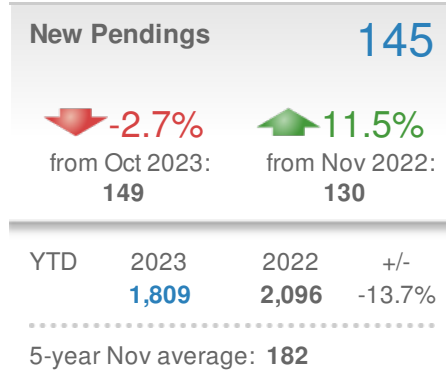 New Pendings 145
-2.7% 11.5%
from Oct 2023: from Nov 2022:
149 130
YTD 2023 2022 +/-
1,809 2,096 -13.7%
5-year Nov average: 182